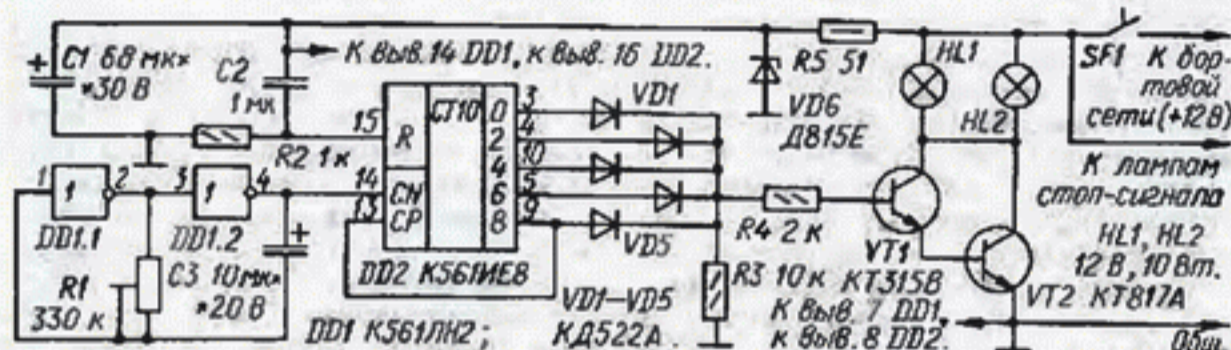 C1 68 мк×
×30 В
C2
1 мк
К выв. 14 DD1, к выв. 16 DD2.
R2 1к
15
R
CT10
0
3
2
4
4
10
6
5
8
9
14
CN
13
CP
DD2 К561ИЕ8
1
1
2
DD1.1
3
1
4
DD1.2
R1
330 к
C3 10мк×
×20 В
DD1 К561ЛН2;
VD1
VD5
VD1–VD5
КД522А.
VD6
Д815Е
R5 51
R4 2 к
R3 10 к
VT1
КТ315В
К выв. 7 DD1,
к выв. 8 DD2.
HL1
HL2
SF1
К бор-
товой
сети(+12В)
К лампам
стоп-сигнала
HL1, HL2
12 В, 10 Вт.
VT2 КТ817А
Общ.